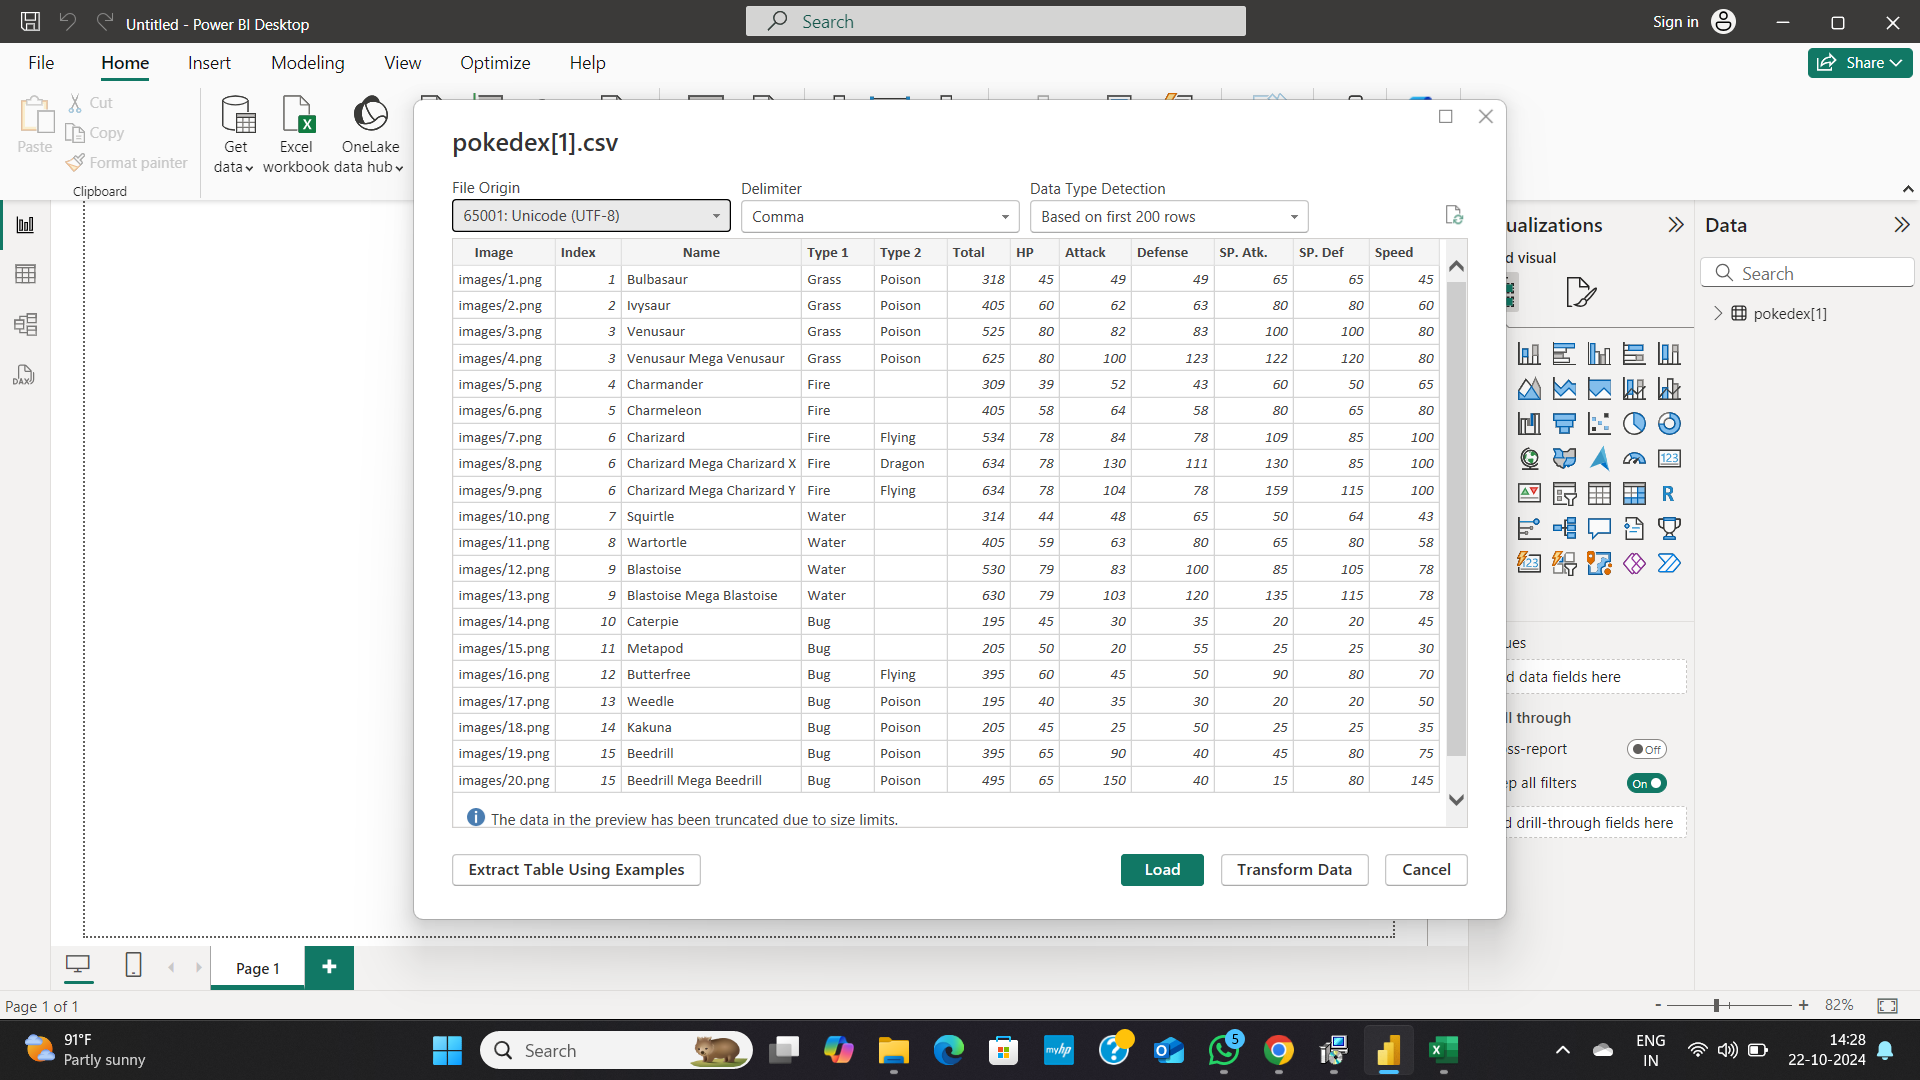 Untitled - Power BI Desktop
Search
Sign in
File Home Insert Modeling View Optimize Help
Share
Paste
Cut
Copy
Format painter
Clipboard
Get data
Excel workbook
OneLake data hub
pokedex[1].csv
File Origin Delimiter Data Type Detection
65001: Unicode (UTF-8) Comma Based on first 200 rows
Image Index Name Type 1 Type 2 Total HP Attack Defense SP. Atk. SP. Def Speed
images/1.png 1 Bulbasaur Grass Poison 318 45 49 49 65 65 45
images/2.png 2 Ivysaur Grass Poison 405 60 62 63 80 80 60
images/3.png 3 Venusaur Grass Poison 525 80 82 83 100 100 80
images/4.png 3 Venusaur Mega Venusaur Grass Poison 625 80 100 123 122 120 80
images/5.png 4 Charmander Fire 309 39 52 43 60 50 65
images/6.png 5 Charmeleon Fire 405 58 64 58 80 65 80
images/7.png 6 Charizard Fire Flying 534 78 84 78 109 85 100
images/8.png 6 Charizard Mega Charizard X Fire Dragon 634 78 130 111 130 85 100
images/9.png 6 Charizard Mega Charizard Y Fire Flying 634 78 104 78 159 115 100
images/10.png 7 Squirtle Water 314 44 48 65 50 64 43
images/11.png 8 Wartortle Water 405 59 63 80 65 80 58
images/12.png 9 Blastoise Water 530 79 83 100 85 105 78
images/13.png 9 Blastoise Mega Blastoise Water 630 79 103 120 135 115 78
images/14.png 10 Caterpie Bug 195 45 30 35 20 20 45
images/15.png 11 Metapod Bug 205 50 20 55 25 25 30
images/16.png 12 Butterfree Bug Flying 395 60 45 50 90 80 70
images/17.png 13 Weedle Bug Poison 195 40 35 30 20 20 50
images/18.png 14 Kakuna Bug Poison 205 45 25 50 25 25 35
images/19.png 15 Beedrill Bug Poison 395 65 90 40 45 80 75
images/20.png 15 Beedrill Mega Beedrill Bug Poison 495 65 150 40 15 80 145
The data in the preview has been truncated due to size limits.
Extract Table Using Examples Load Transform Data Cancel
ualizations
d visual
ues
d data fields here
ll through
ss-report Off
p all filters On
d drill-through fields here
Data
Search
pokedex[1]
DAX
Page 1
Page 1 of 1
- + 82%
91°F
Partly sunny
Search
myhp
5
ENG
IN
14:28
22-10-2024